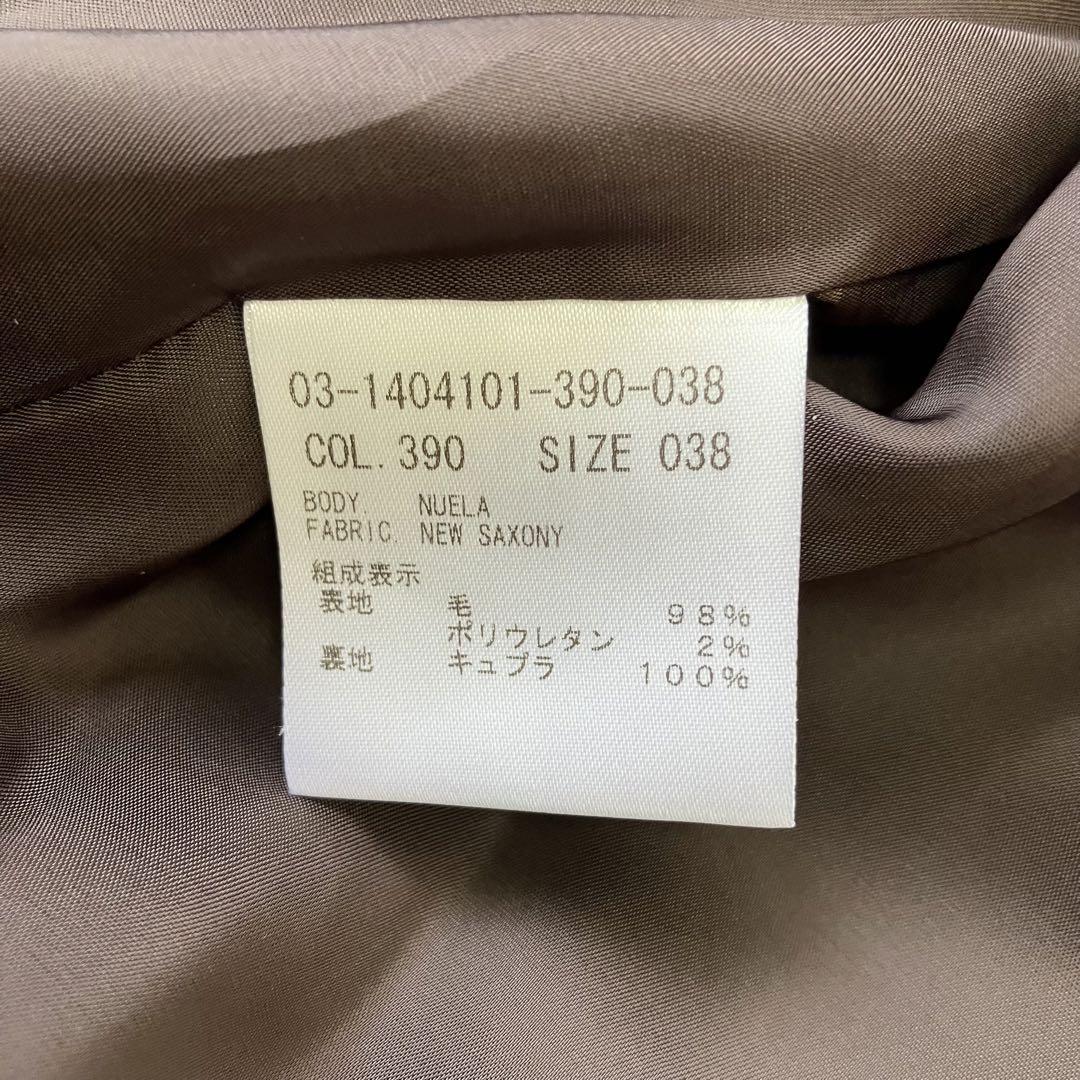 03-1404101-390-038
COL. 390 SIZE 038
BODY. NUELA
FABRIC. NEW SAXONY
組成表示
表地 毛 98%
ポリウレタン 2%
裏地 キュプラ 100%